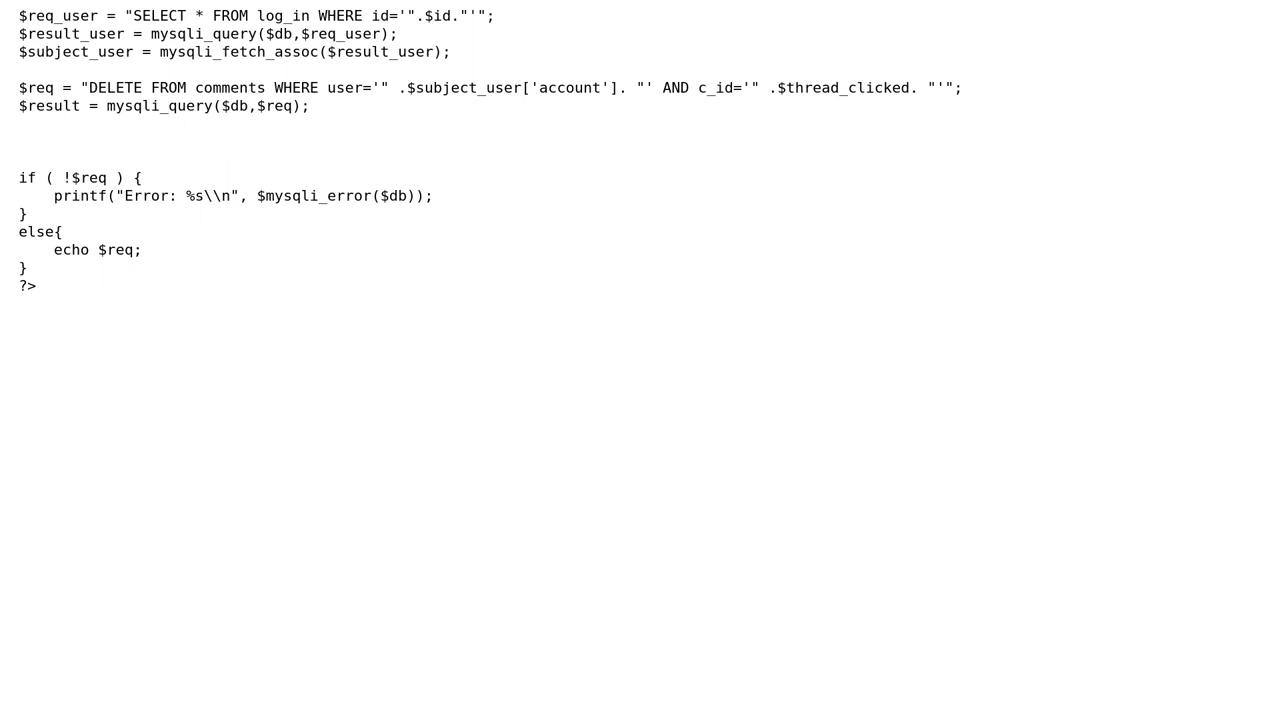 $req_user = "SELECT * FROM log_in WHERE id='".$id."'";
$result_user = mysqli_query($db,$req_user);
$subject_user = mysqli_fetch_assoc($result_user);

$req = "DELETE FROM comments WHERE user='" .$subject_user['account']. "' AND c_id='" .$thread_clicked. "'";
$result = mysqli_query($db,$req);

if ( !$req ) {
    printf("Error: %s\\n", $mysqli_error($db));
}
else{
    echo $req;
}
?>